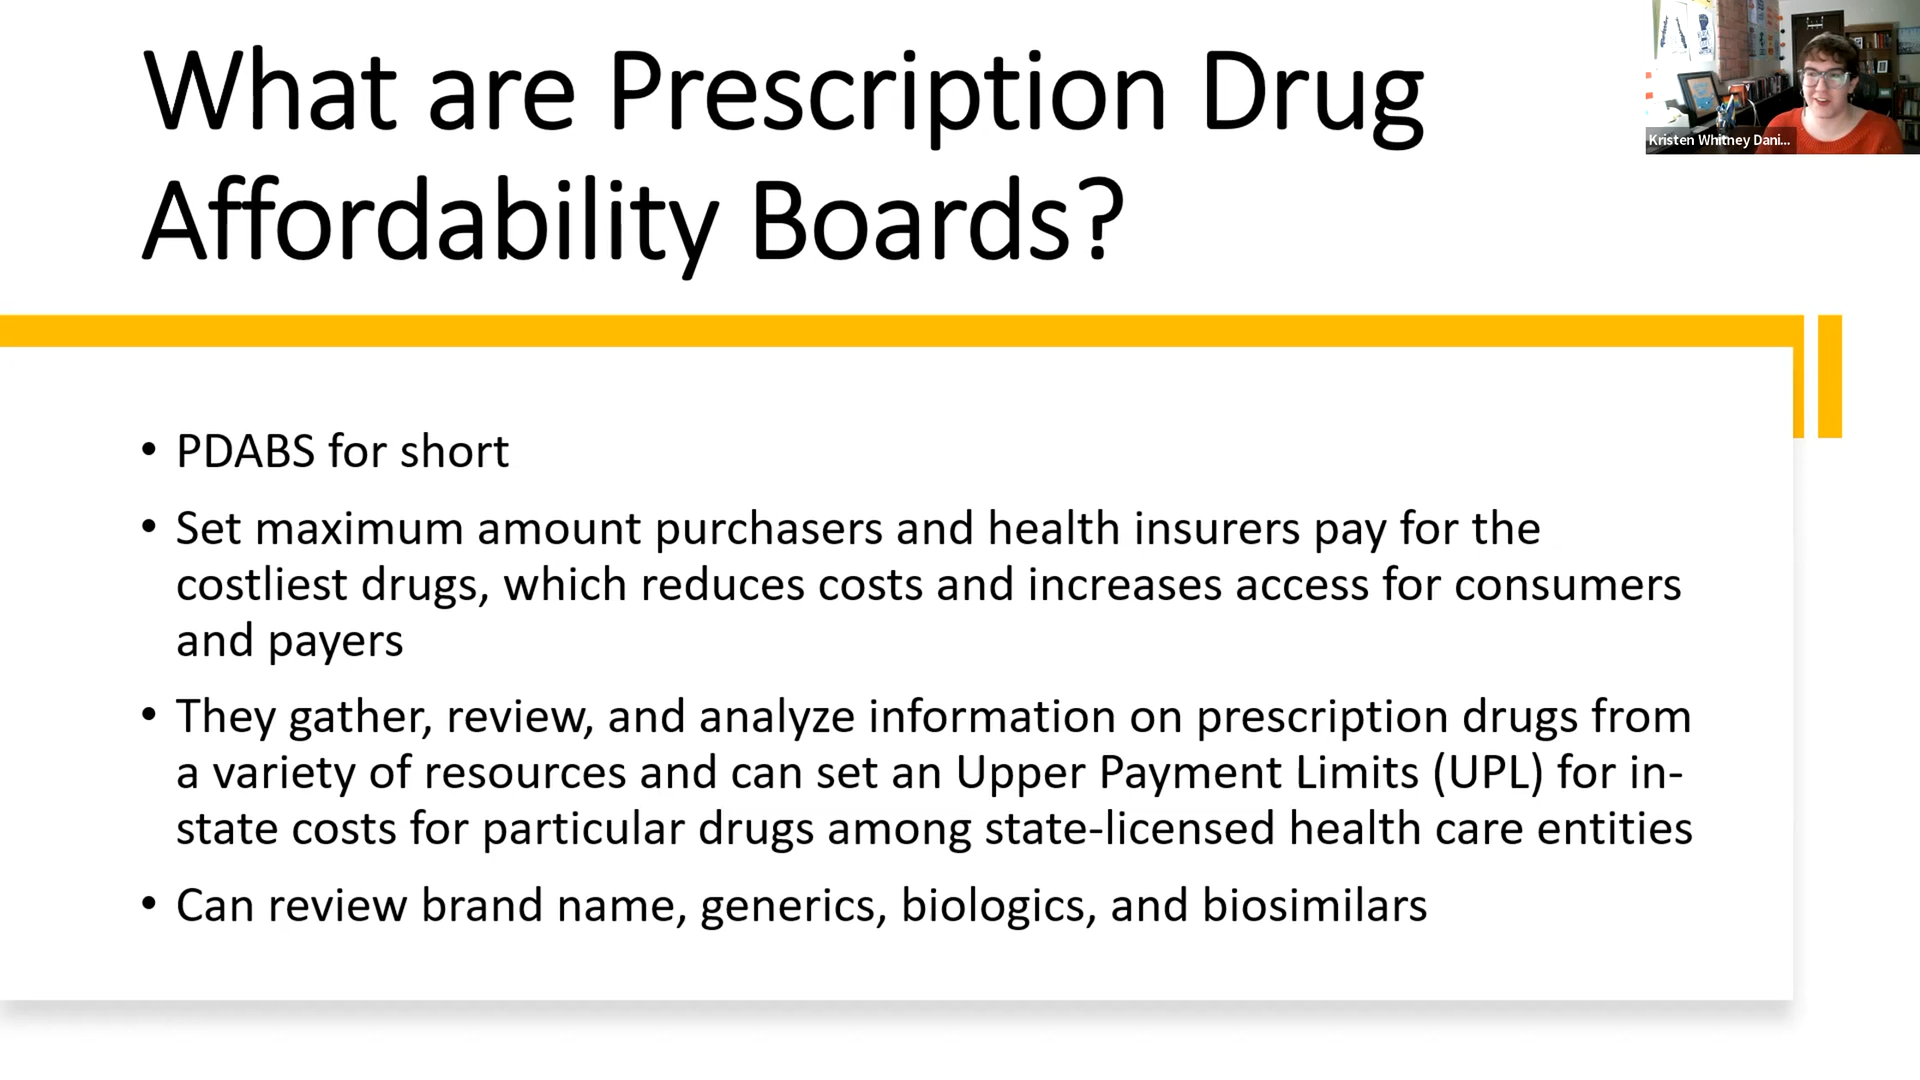 What are Prescription Drug
Affordability Boards?
Kristen Whitney Dani...
• PDABS for short
• Set maximum amount purchasers and health insurers pay for the
costliest drugs, which reduces costs and increases access for consumers
and payers
• They gather, review, and analyze information on prescription drugs from
a variety of resources and can set an Upper Payment Limits (UPL) for in-
state costs for particular drugs among state-licensed health care entities
• Can review brand name, generics, biologics, and biosimilars